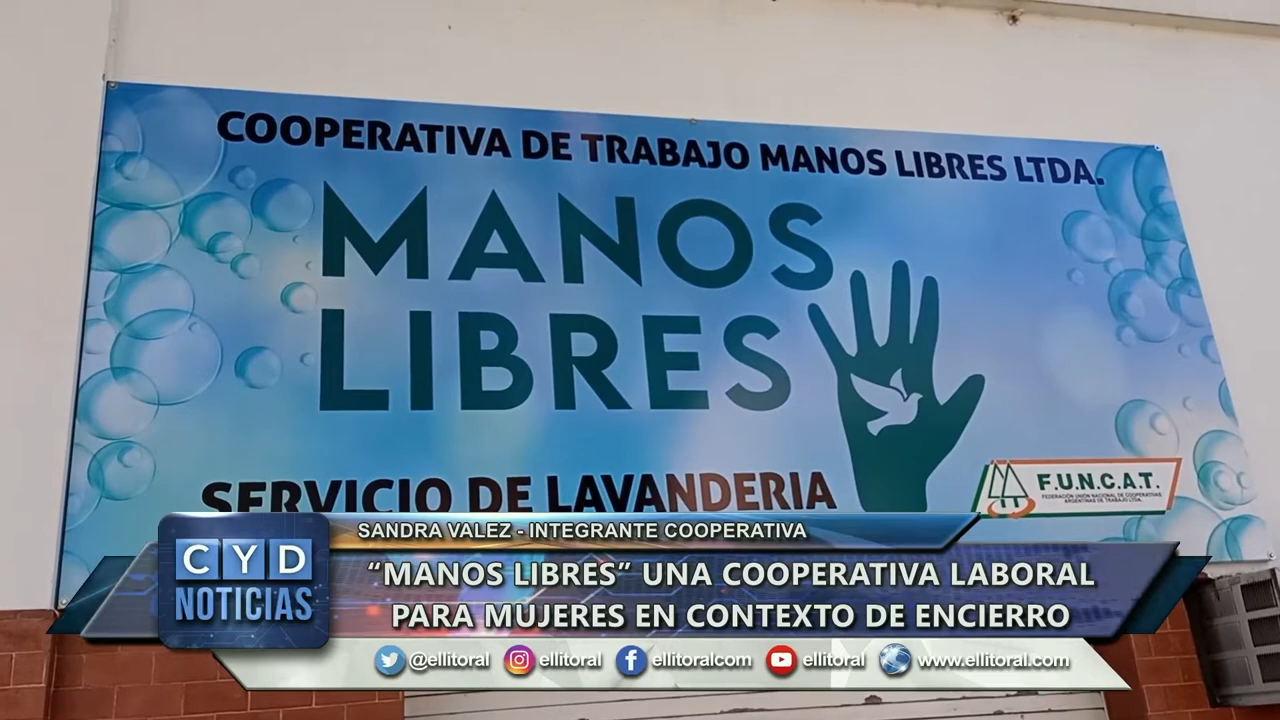 COOPERATIVA DE TRABAJO MANOS LIBRES LTDA.
MANOS
LIBRES
SERVICIO DE LAVANDERIA
F.U.N.C.A.T.
FEDERACIÓN UNIÓN NACIONAL DE COOPERATIVAS
ARGENTINAS DE TRABAJO LTDA.
SANDRA VALEZ - INTEGRANTE COOPERATIVA
CYD
NOTICIAS
“MANOS LIBRES” UNA COOPERATIVA LABORAL
PARA MUJERES EN CONTEXTO DE ENCIERRO
@ellitoral ellitoral ellitoralcom ellitoral www.ellitoral.com